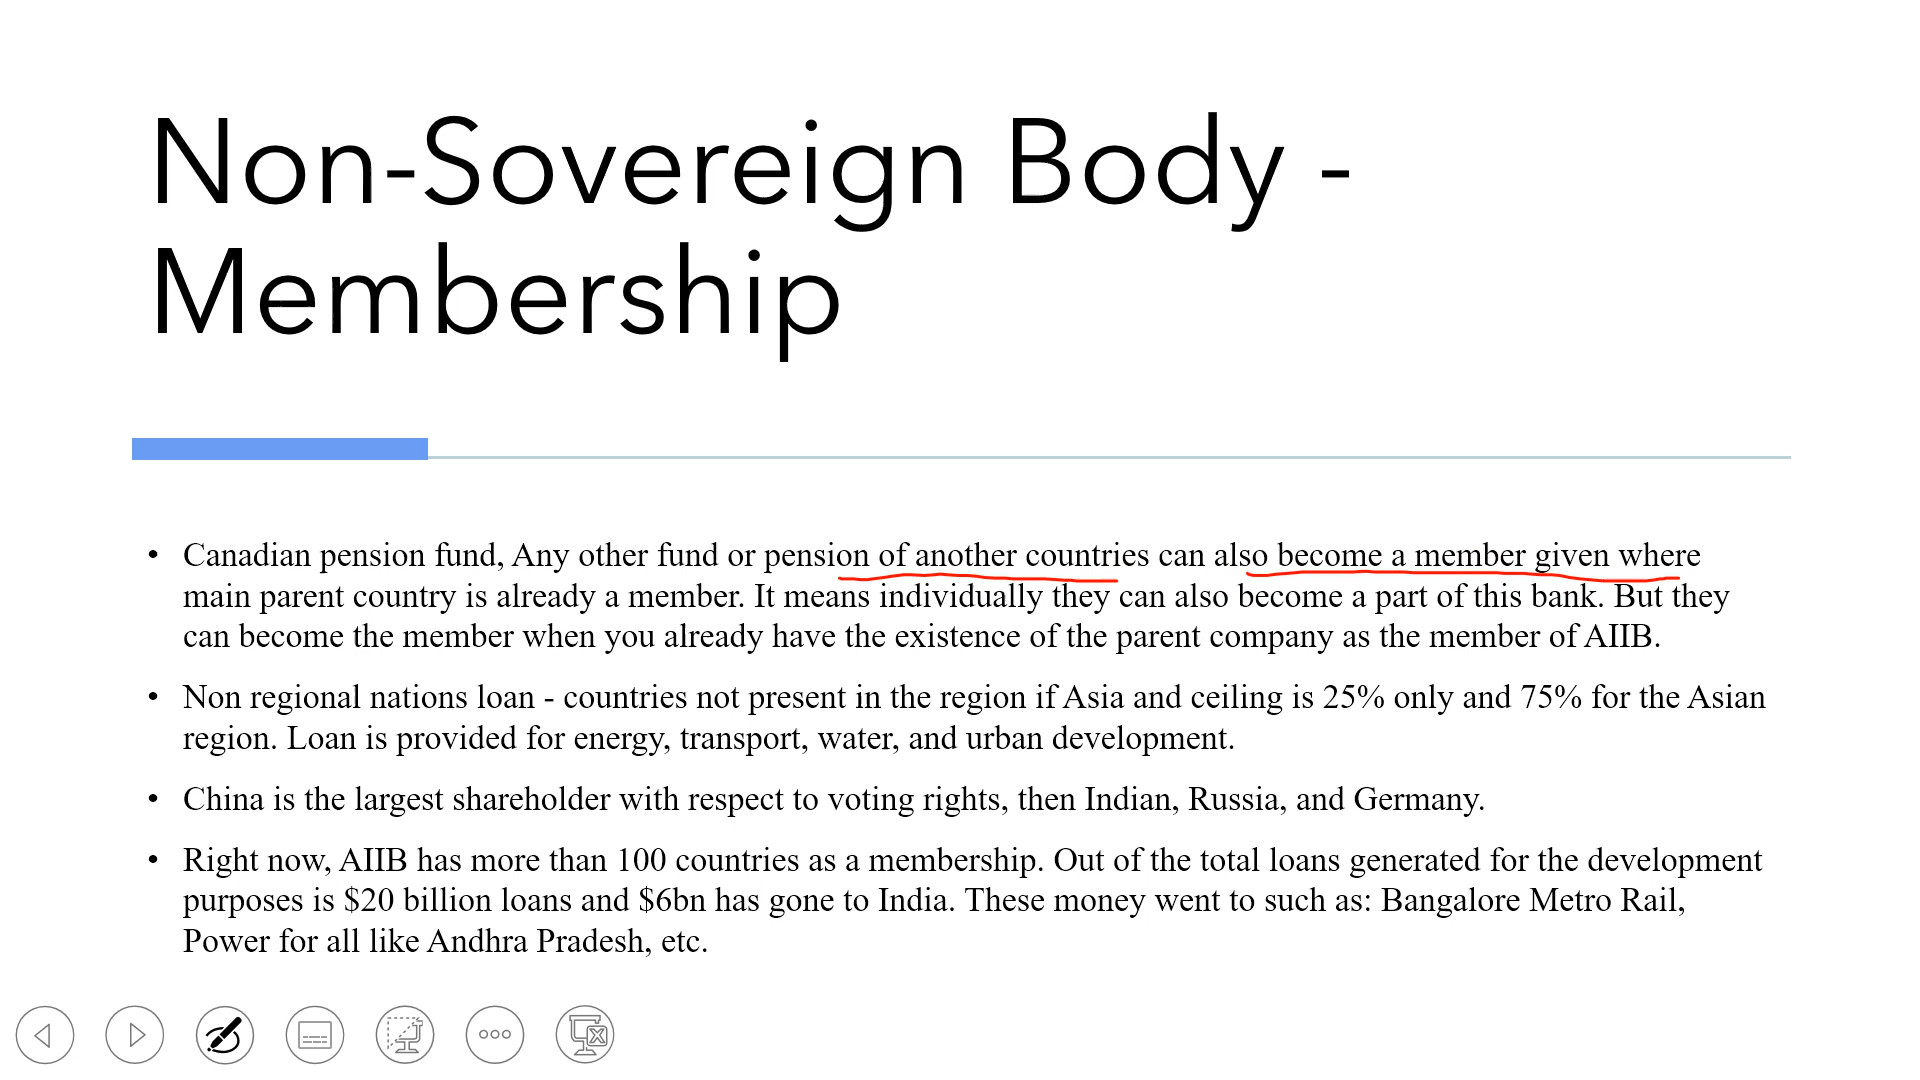 Non-Sovereign Body -
Membership
• Canadian pension fund, Any other fund or pension of another countries can also become a member given where
main parent country is already a member. It means individually they can also become a part of this bank. But they
can become the member when you already have the existence of the parent company as the member of AIIB.
• Non regional nations loan - countries not present in the region if Asia and ceiling is 25% only and 75% for the Asian
region. Loan is provided for energy, transport, water, and urban development.
• China is the largest shareholder with respect to voting rights, then Indian, Russia, and Germany.
• Right now, AIIB has more than 100 countries as a membership. Out of the total loans generated for the development
purposes is $20 billion loans and $6bn has gone to India. These money went to such as: Bangalore Metro Rail,
Power for all like Andhra Pradesh, etc.